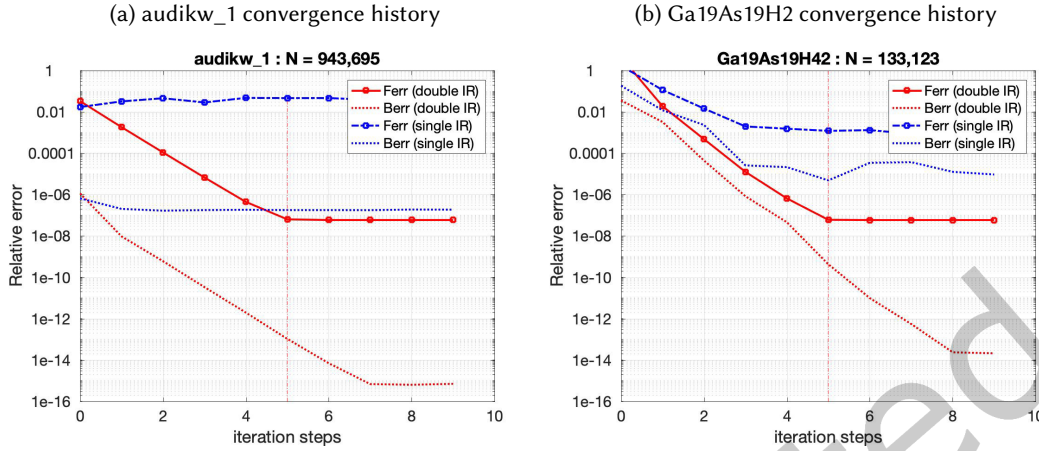 (a) audikw_1 convergence history
audikw_1 : N = 943,695
Relative error
1
0.01
0.0001
1e-06
1e-08
1e-10
1e-12
1e-14
1e-16
0 2 4 6 8 10
iteration steps
Ferr (double IR)
Berr (double IR)
Ferr (single IR)
Berr (single IR)
(b) Ga19As19H2 convergence history
Ga19As19H42 : N = 133,123
Relative error
1
0.01
0.0001
1e-06
1e-08
1e-10
1e-12
1e-14
1e-16
0 2 4 6 8 10
iteration steps
Ferr (double IR)
Berr (double IR)
Ferr (single IR)
Berr (single IR)